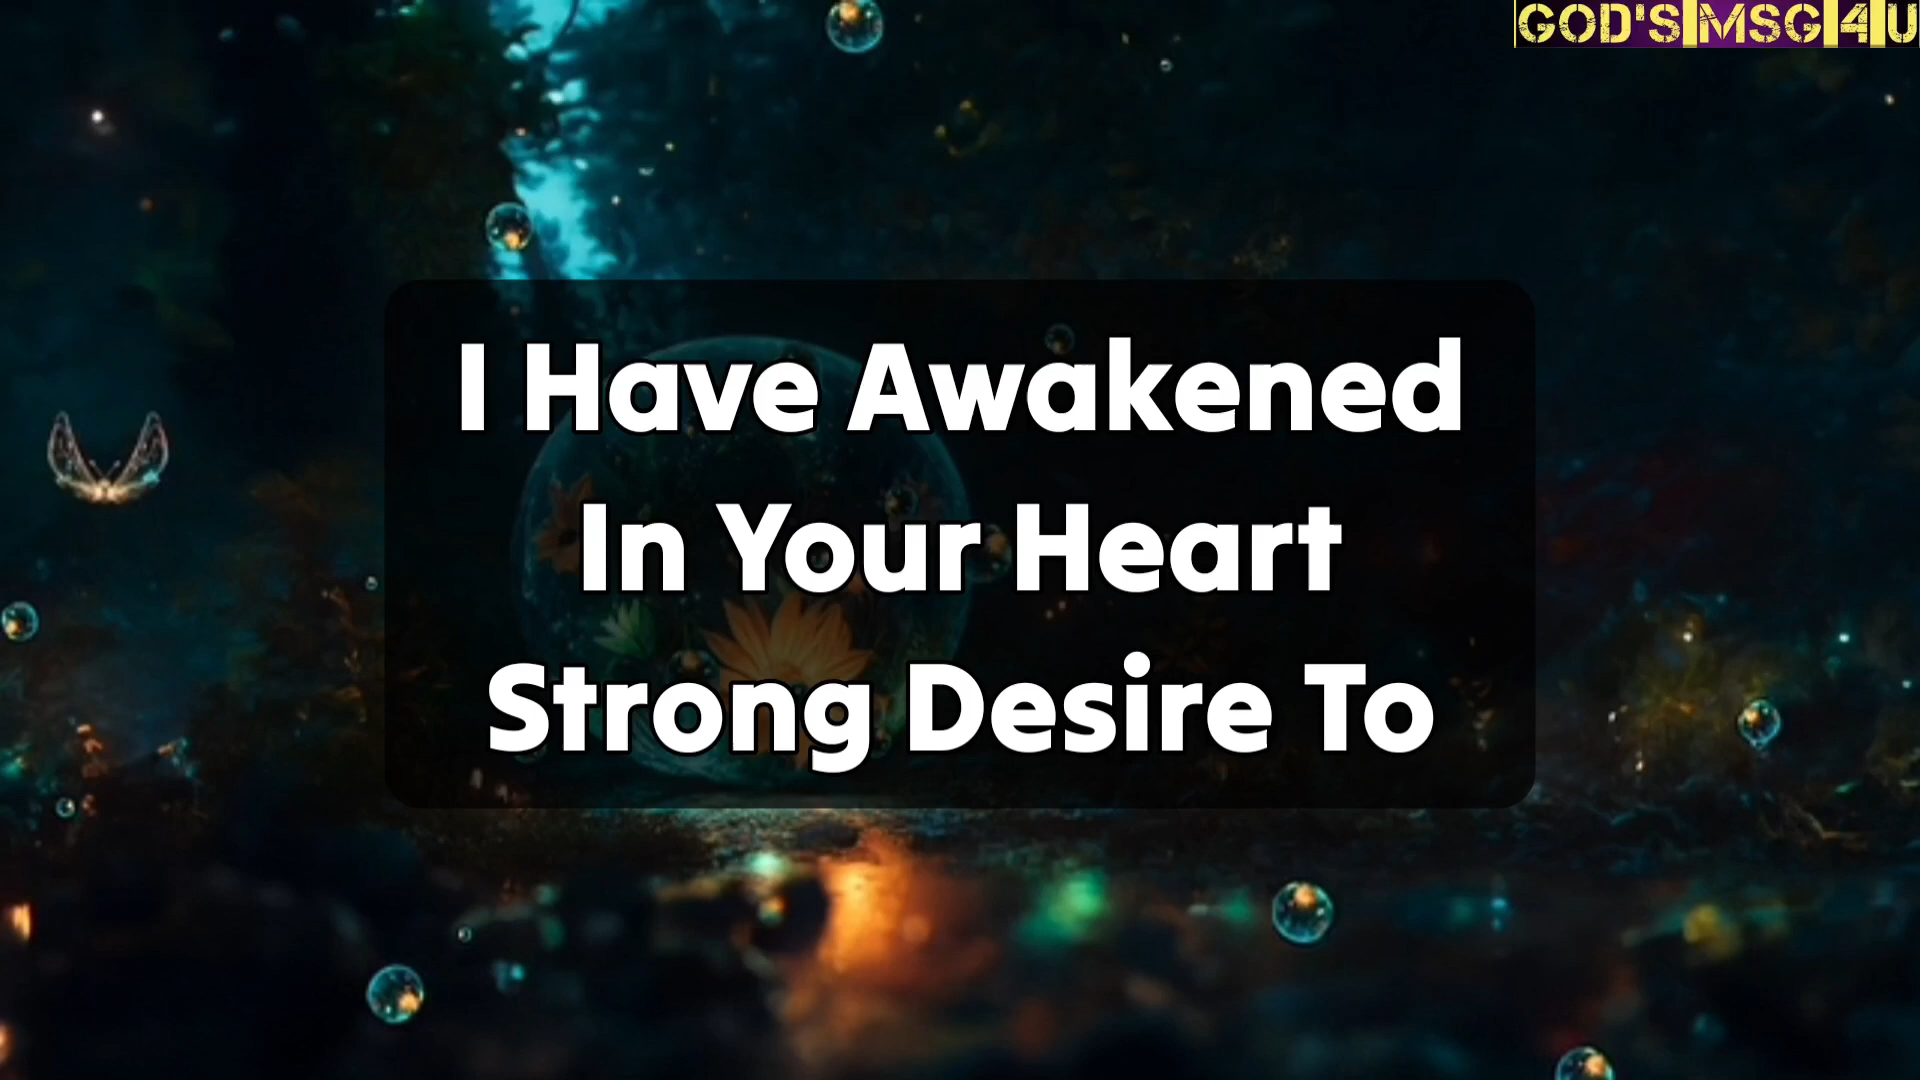 GOD'S MSG 4 U
I Have Awakened
In Your Heart
Strong Desire To